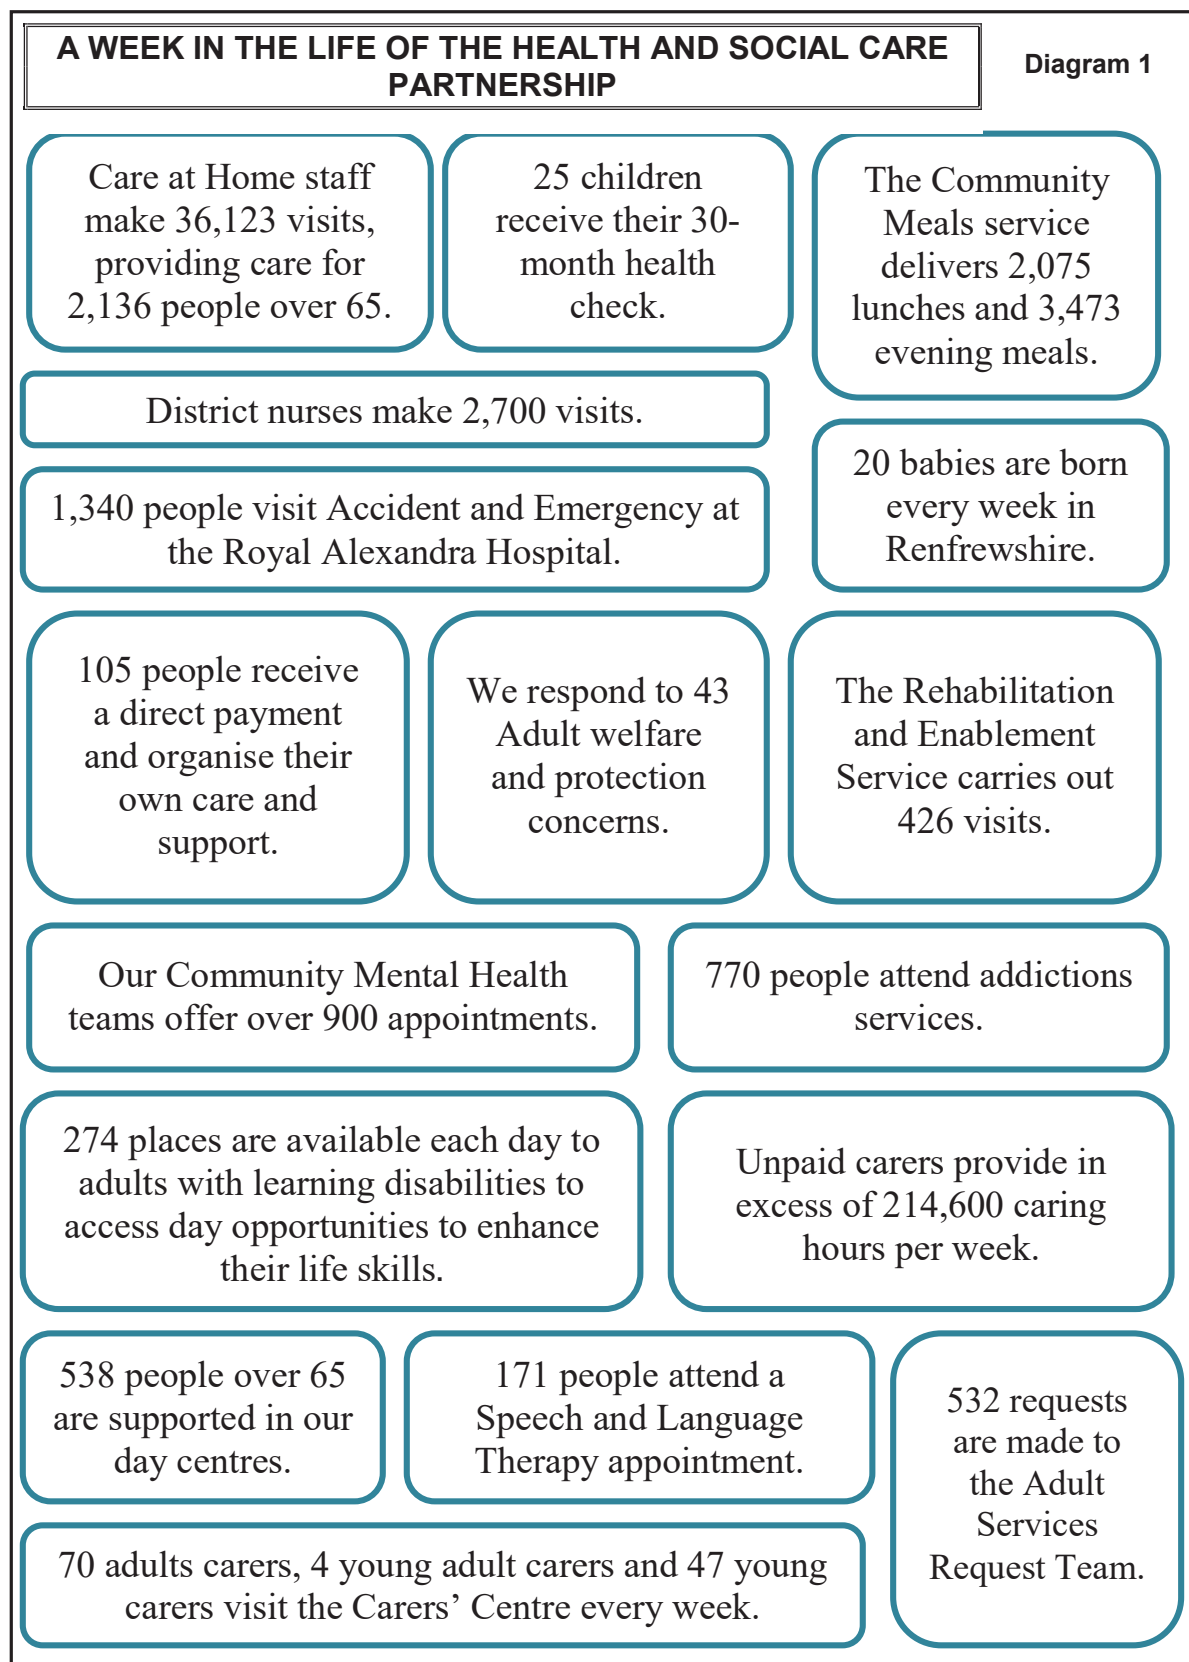 A WEEK IN THE LIFE OF THE HEALTH AND SOCIAL CARE
PARTNERSHIP
Diagram 1
Care at Home staff
make 36,123 visits,
providing care for
2,136 people over 65.
25 children
receive their 30-
month health
check.
The Community
Meals service
delivers 2,075
lunches and 3,473
evening meals.
District nurses make 2,700 visits.
20 babies are born
every week in
Renfrewshire.
1,340 people visit Accident and Emergency at
the Royal Alexandra Hospital.
105 people receive
a direct payment
and organise their
own care and
support.
We respond to 43
Adult welfare
and protection
concerns.
The Rehabilitation
and Enablement
Service carries out
426 visits.
Our Community Mental Health
teams offer over 900 appointments.
770 people attend addictions
services.
274 places are available each day to
adults with learning disabilities to
access day opportunities to enhance
their life skills.
Unpaid carers provide in
excess of 214,600 caring
hours per week.
538 people over 65
are supported in our
day centres.
171 people attend a
Speech and Language
Therapy appointment.
532 requests
are made to
the Adult
Services
Request Team.
70 adults carers, 4 young adult carers and 47 young
carers visit the Carers’ Centre every week.